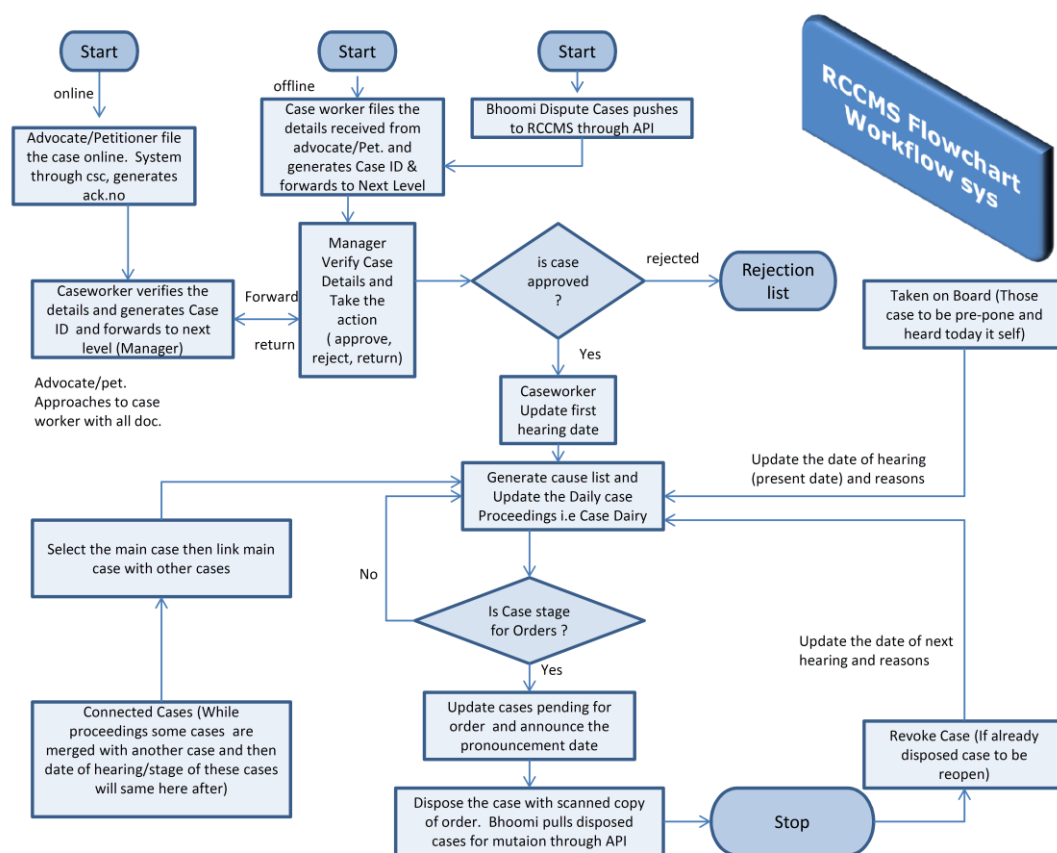 Start
Start
Start
RCCMS Flowchart
Workflow sys
online
offline
Advocate/Petitioner file
the case online. System
through csc, generates
ack.no
Case worker files the
details received from
advocate/Pet. and
generates Case ID &
forwards to Next Level
Bhoomi Dispute Cases pushes
to RCCMS through API
Caseworker verifies the
details and generates Case
ID and forwards to next
level (Manager)
Forward
return
Manager
Verify Case
Details and
Take the
action
( approve,
reject, return)
is case
approved
?
rejected
Rejection
list
Taken on Board (Those
case to be pre-pone and
heard today it self)
Advocate/pet.
Approaches to case
worker with all doc.
Yes
Caseworker
Update first
hearing date
Update the date of hearing
(present date) and reasons
Generate cause list and
Update the Daily case
Proceedings i.e Case Dairy
Select the main case then link main
case with other cases
No
Is Case stage
for Orders ?
Update the date of next
hearing and reasons
Yes
Connected Cases (While
proceedings some cases are
merged with another case and then
date of hearing/stage of these cases
will same here after)
Update cases pending for
order and announce the
pronouncement date
Revoke Case (If already
disposed case to be
reopen)
Dispose the case with scanned copy
of order. Bhoomi pulls disposed
cases for mutaion through API
Stop